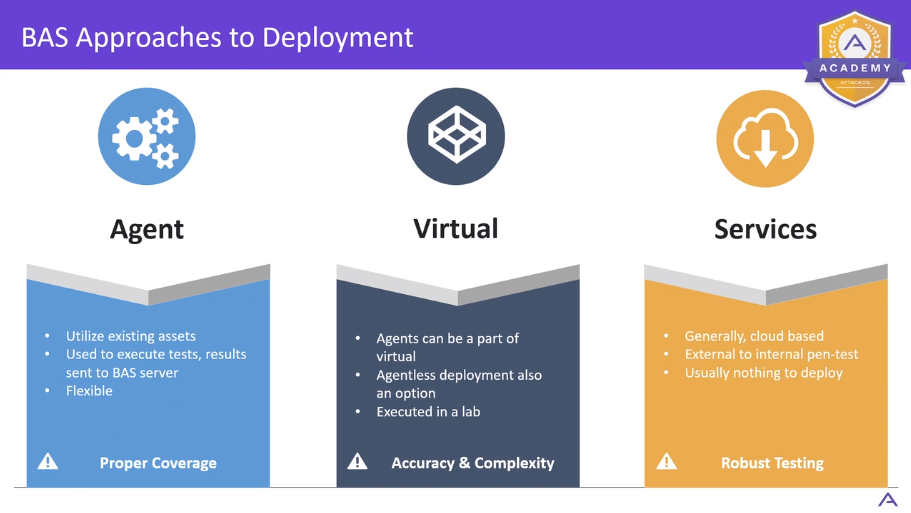 BAS Approaches to Deployment
ACADEMY
ATTACKIQ
Agent
• Utilize existing assets
• Used to execute tests, results
sent to BAS server
• Flexible
Proper Coverage
Virtual
• Agents can be a part of
virtual
• Agentless deployment also
an option
• Executed in a lab
Accuracy & Complexity
Services
• Generally, cloud based
• External to internal pen-test
• Usually nothing to deploy
Robust Testing